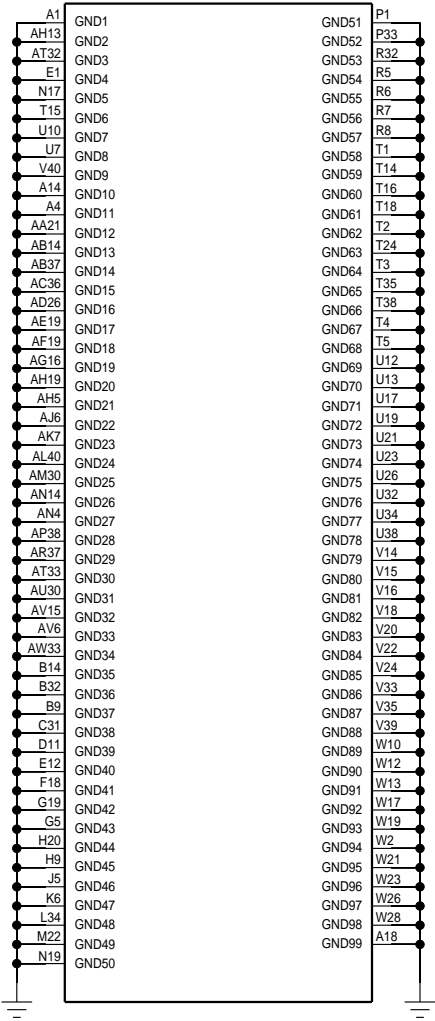 A1 GND1 GND51 P1
AH13 GND2 GND52 P33
AT32 GND3 GND53 R32
E1 GND4 GND54 R5
N17 GND5 GND55 R6
T15 GND6 GND56 R7
U10 GND7 GND57 R8
U7 GND8 GND58 T1
V40 GND9 GND59 T14
A14 GND10 GND60 T16
A4 GND11 GND61 T18
AA21 GND12 GND62 T2
AB14 GND13 GND63 T24
AB37 GND14 GND64 T3
AC36 GND15 GND65 T35
AD26 GND16 GND66 T38
AE19 GND17 GND67 T4
AF19 GND18 GND68 T5
AG16 GND19 GND69 U12
AH19 GND20 GND70 U13
AH5 GND21 GND71 U17
AJ6 GND22 GND72 U19
AK7 GND23 GND73 U21
AL40 GND24 GND74 U23
AM30 GND25 GND75 U26
AN14 GND26 GND76 U32
AN4 GND27 GND77 U34
AP38 GND28 GND78 U38
AR37 GND29 GND79 V14
AT33 GND30 GND80 V15
AU30 GND31 GND81 V16
AV15 GND32 GND82 V18
AV6 GND33 GND83 V20
AW33 GND34 GND84 V22
B14 GND35 GND85 V24
B32 GND36 GND86 V33
B9 GND37 GND87 V35
C31 GND38 GND88 V39
D11 GND39 GND89 W10
E12 GND40 GND90 W12
F18 GND41 GND91 W13
G19 GND42 GND92 W17
G5 GND43 GND93 W19
H20 GND44 GND94 W2
H9 GND45 GND95 W21
J5 GND46 GND96 W23
K6 GND47 GND97 W26
L34 GND48 GND98 W28
M22 GND49 GND99 A18
N19 GND50